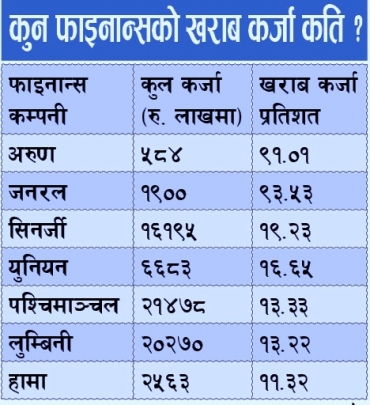 कुन फाइनान्सको खराब कर्जा कति ?
फाइनान्स कुल कर्जा खराब कर्जा
कम्पनी (रु. लाखमा) प्रतिशत
अरुण ५८४ ९१.०१
जनरल १९०० ९३.५३
सिनर्जी १६१९५ १९.२३
युनियन ६६८३ १६.६५
पश्चिमाञ्चल २१४७८ १३.३३
लुम्बिनी २०२७० १३.२२
हामा २५६३ ११.३२